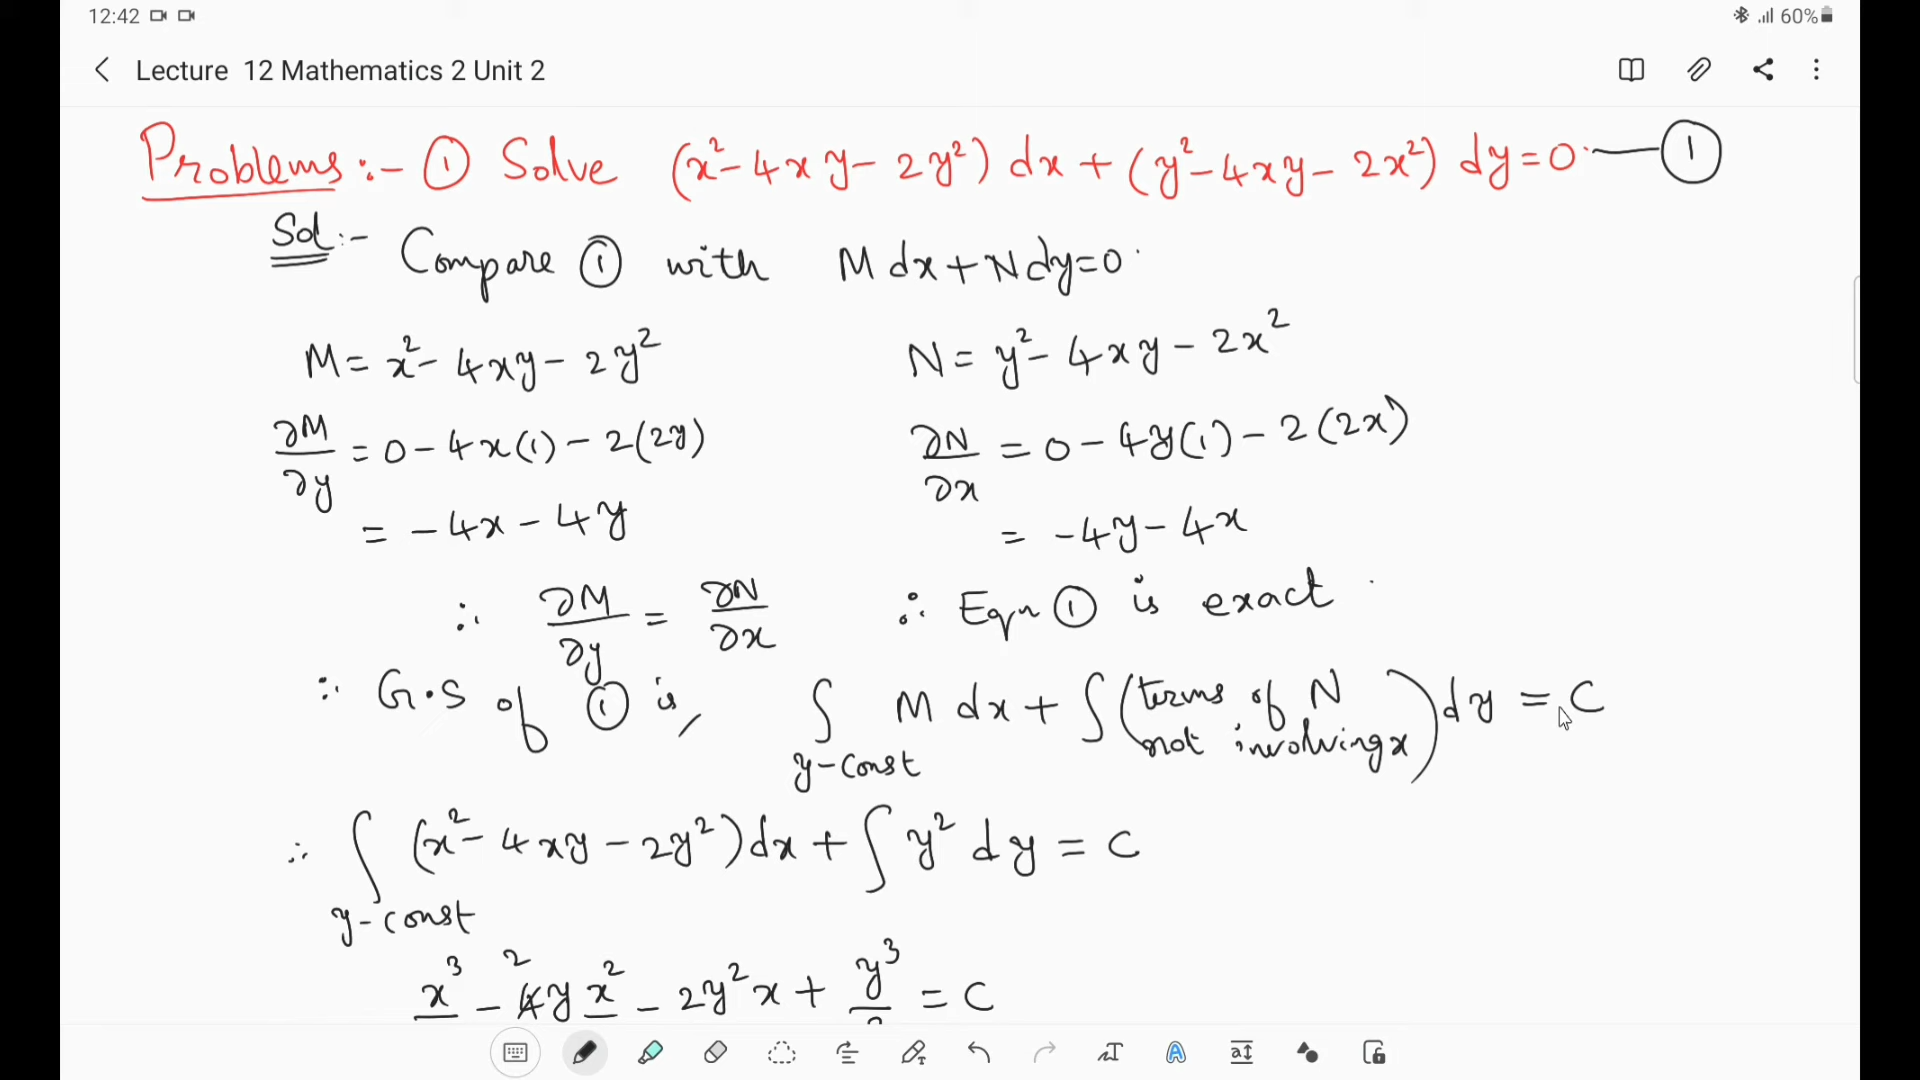 12:42 60%
Lecture 12 Mathematics 2 Unit 2
Problems :- ① Solve (x² - 4xy - 2y²) dx + (y² - 4xy - 2x²) dy = 0 — ①
Sol :- Compare ① with M dx + N dy = 0
M = x² - 4xy - 2y² N = y² - 4xy - 2x²
∂M/∂y = 0 - 4x(1) - 2(2y) ∂N/∂x = 0 - 4y(1) - 2(2x)
= -4x - 4y = -4y - 4x
∴ ∂M/∂y = ∂N/∂x ∴ Eqn ① is exact.
∵ G.S of ① is, ∫ M dx + ∫ (terms of N not involving x) dy = C
y-const
∴ ∫ (x² - 4xy - 2y²) dx + ∫ y² dy = C
y-const
x³ - 4y x² - 2y²x + y³ = C
2